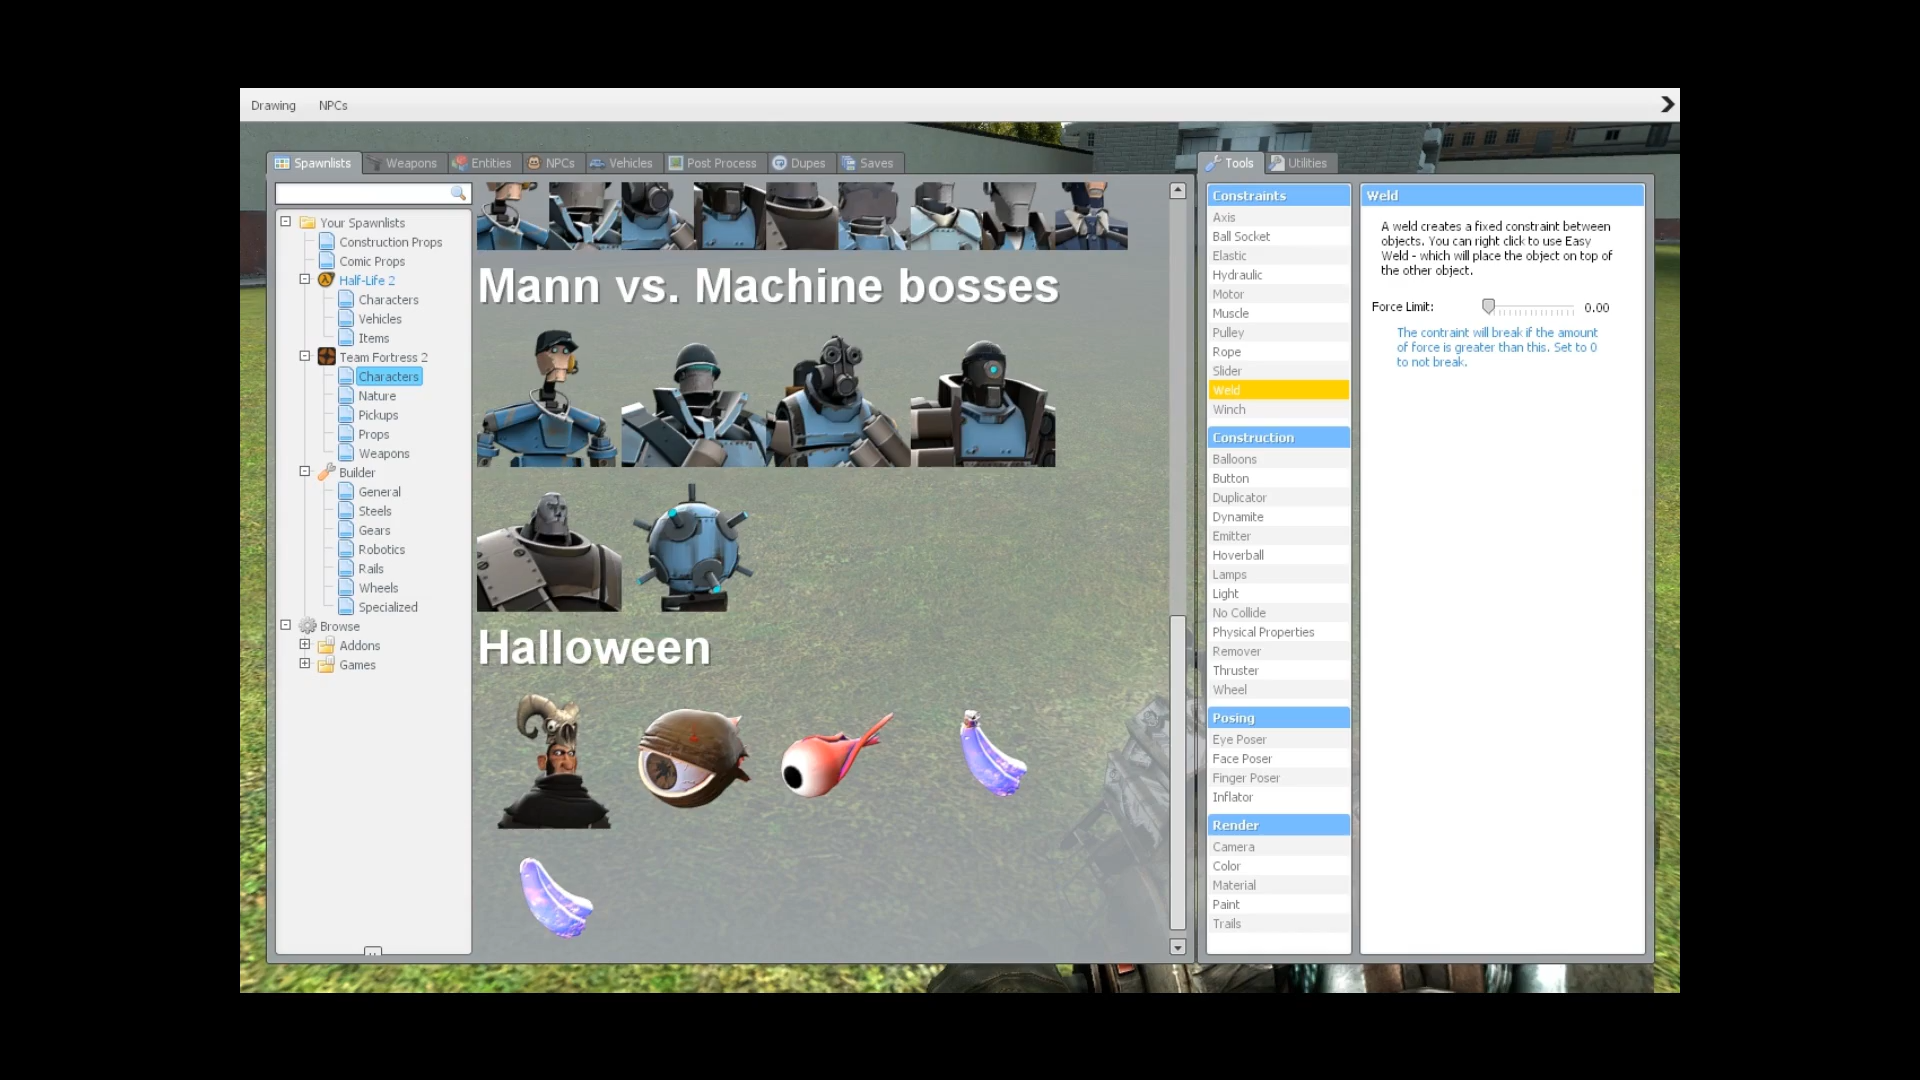 Drawing NPCs
Spawnlists Weapons Entities NPCs Vehicles Post Process Dupes Saves
Your Spawnlists
Construction Props
Comic Props
Half-Life 2
Characters
Vehicles
Items
Team Fortress 2
Characters
Nature
Pickups
Props
Weapons
Builder
General
Steels
Gears
Robotics
Rails
Wheels
Specialized
Browse
Addons
Games
Mann vs. Machine bosses
Halloween
Tools Utilities
Constraints
Axis
Ball Socket
Elastic
Hydraulic
Motor
Muscle
Pulley
Rope
Slider
Weld
Winch
Construction
Balloons
Button
Duplicator
Dynamite
Emitter
Hoverball
Lamps
Light
No Collide
Physical Properties
Remover
Thruster
Wheel
Posing
Eye Poser
Face Poser
Finger Poser
Inflator
Render
Camera
Color
Material
Paint
Trails
Weld
A weld creates a fixed constraint between
objects. You can right click to use Easy
Weld - which will place the object on top of
the other object.
Force Limit: 0.00
The contraint will break if the amount
of force is greater than this. Set to 0
to not break.